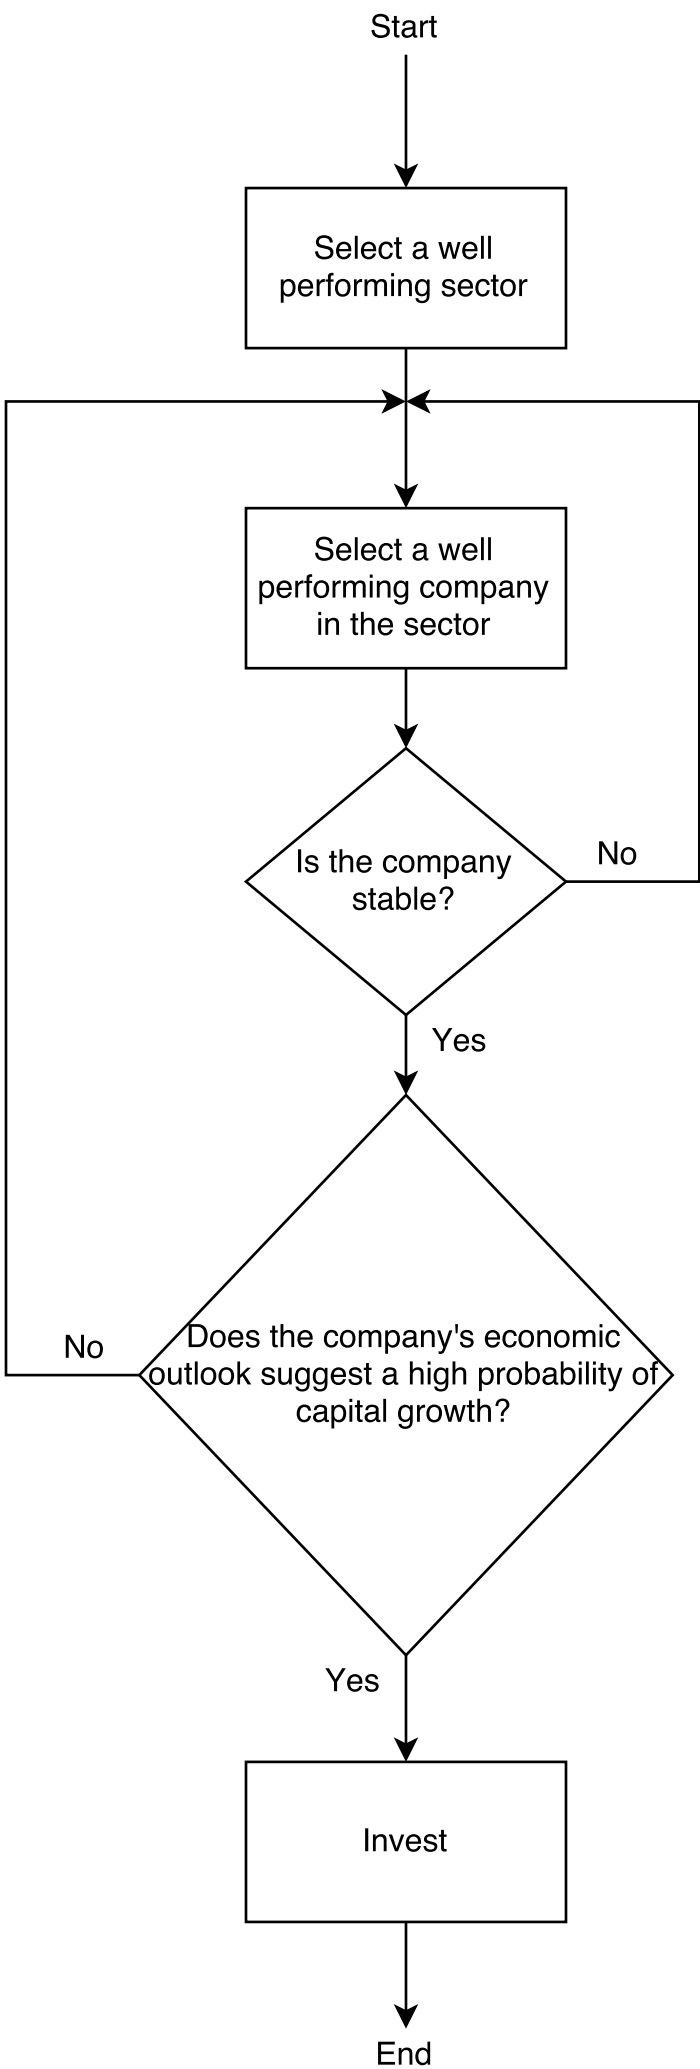 Start
Select a well
performing sector
Select a well
performing company
in the sector
Is the company
stable?
No
Yes
Does the company's economic
outlook suggest a high probability of
capital growth?
No
Yes
Invest
End